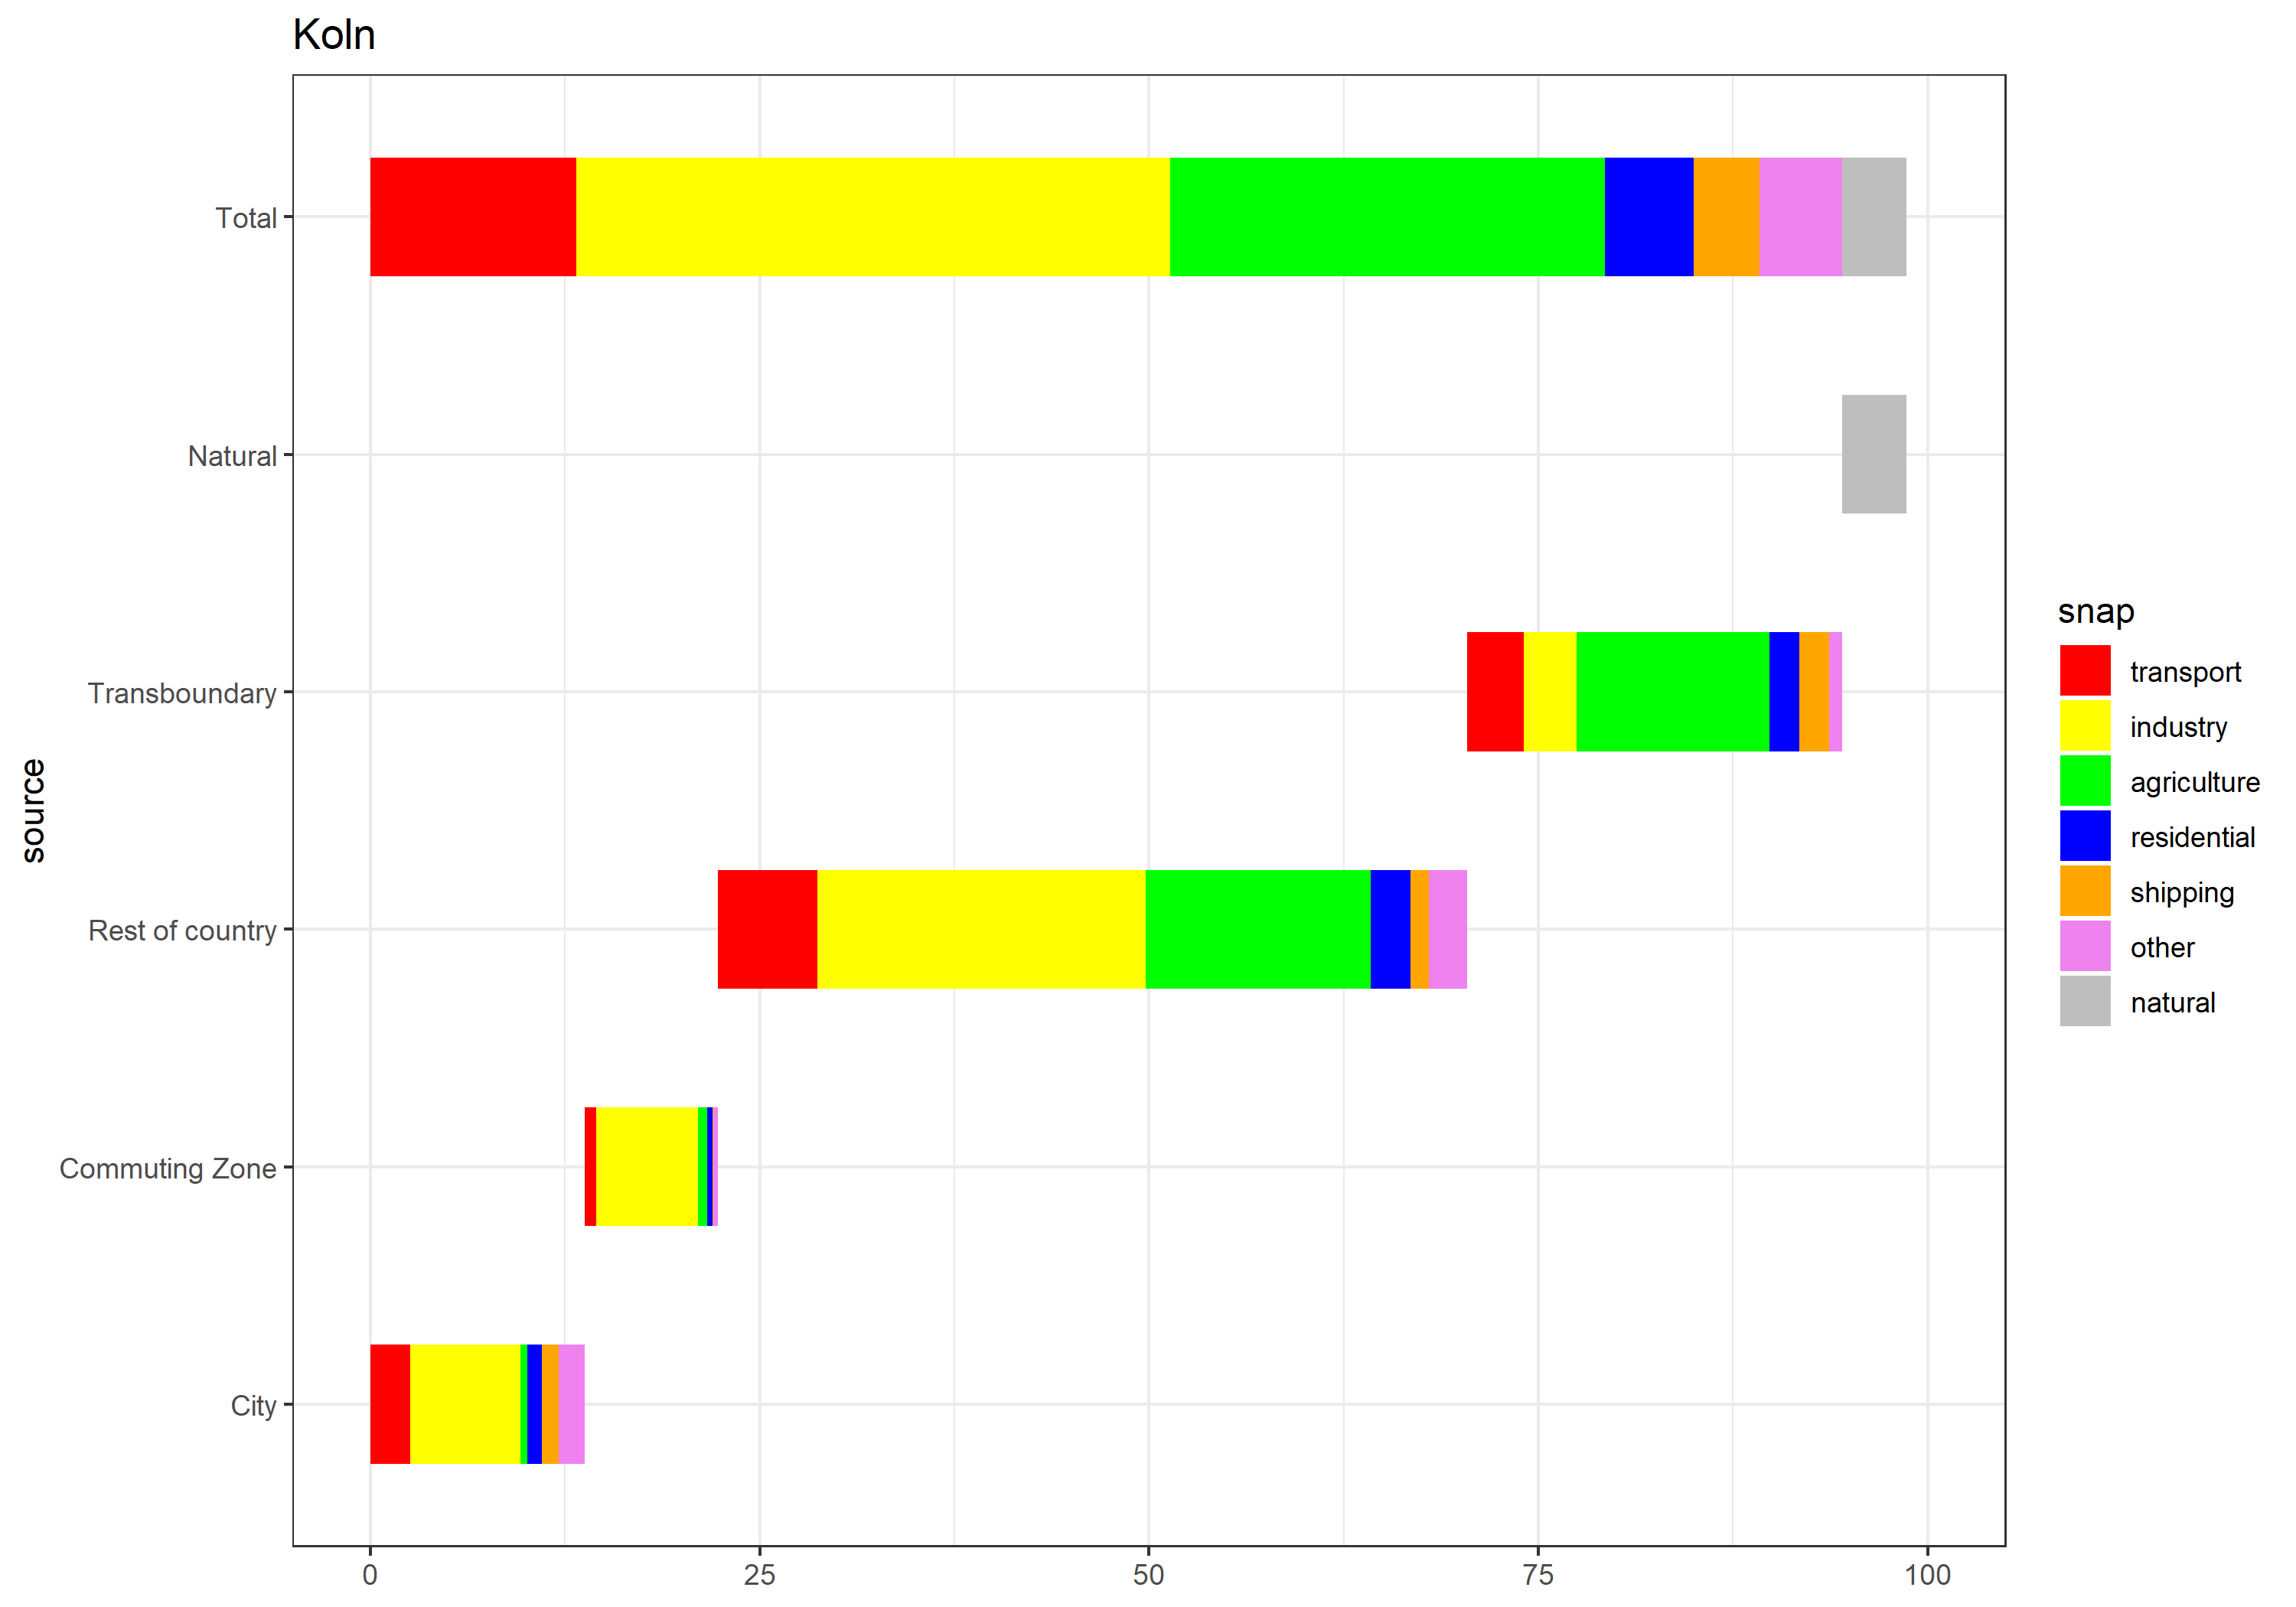 Koln
Total
Natural
Transboundary
Rest of country
Commuting Zone
City
source
0 25 50 75 100
snap
transport
industry
agriculture
residential
shipping
other
natural